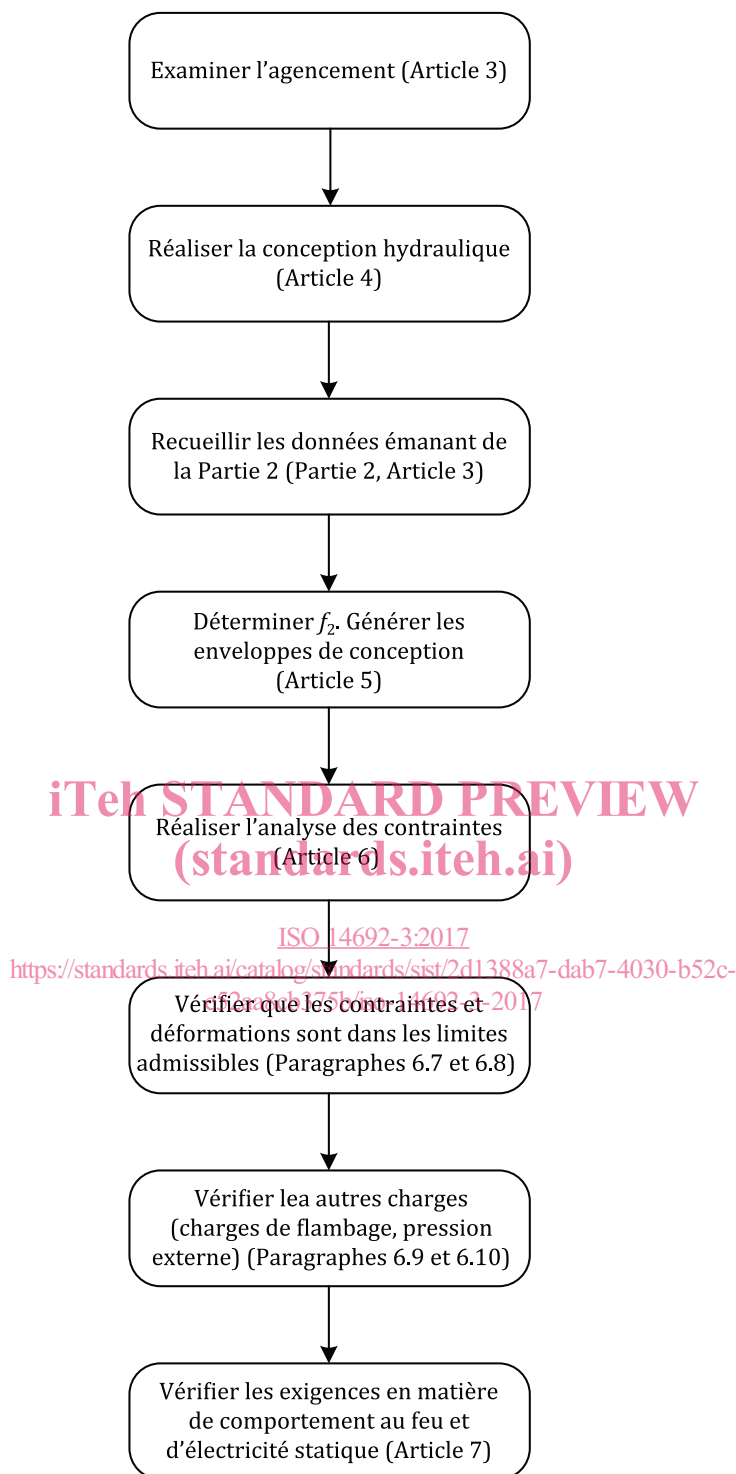 Examiner l’agencement (Article 3)
Réaliser la conception hydraulique
(Article 4)
Recueillir les données émanant de
la Partie 2 (Partie 2, Article 3)
Déterminer f2. Générer les
enveloppes de conception
(Article 5)
iTeh STANDARD PREVIEW
Réaliser l’analyse des contraintes
(Article 6)
(standards.iteh.ai)
ISO 14692-3:2017
https://standards.iteh.ai/catalog/standards/sist/2d1388a7-dab7-4030-b52c-
Vérifier que les contraintes et
déformations sont dans les limites
admissibles (Paragraphes 6.7 et 6.8)
Vérifier lea autres charges
(charges de flambage, pression
externe) (Paragraphes 6.9 et 6.10)
Vérifier les exigences en matière
de comportement au feu et
d’électricité statique (Article 7)